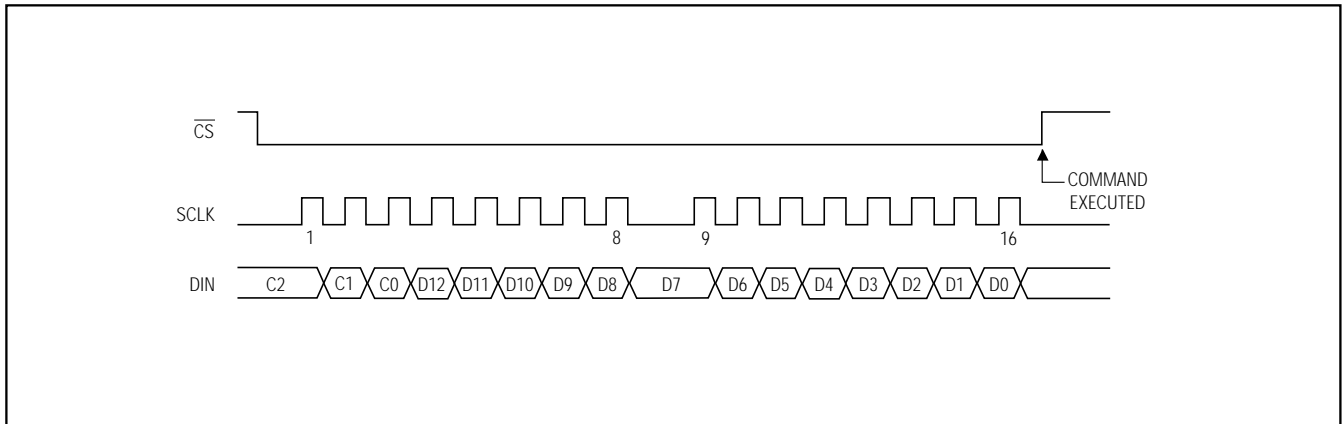 CS
COMMAND
EXECUTED
SCLK
1 8 9 16
DIN C2 C1 C0 D12 D11 D10 D9 D8 D7 D6 D5 D4 D3 D2 D1 D0